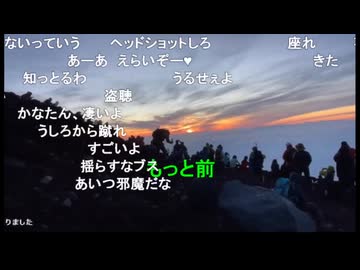 ないっていう ヘッドショットしろ 座れ
あーあ えらいぞー♥ きた
知っとるわ うるせぇよ
盗聴
かなたん、凄いよ
うしろから蹴れ
すごいよ
揺らすなブス
もっと前
あいつ邪魔だな
りました